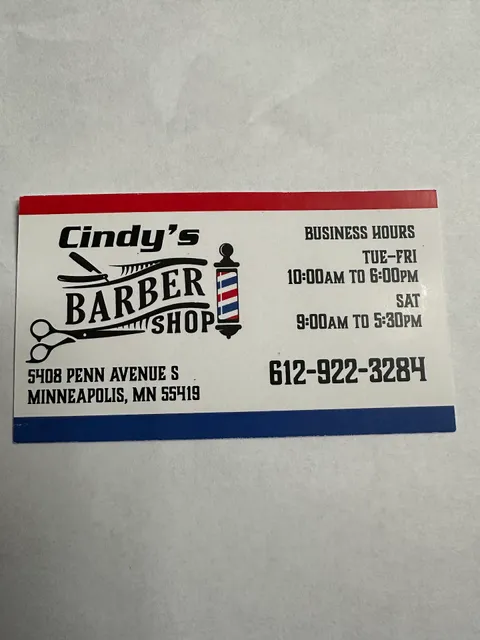 Cindy's
BARBER
SHOP
5408 PENN AVENUE S
MINNEAPOLIS, MN 55419
BUSINESS HOURS
TUE-FRI
10:00AM TO 6:00PM
SAT
9:00AM TO 5:30PM
612-922-3284